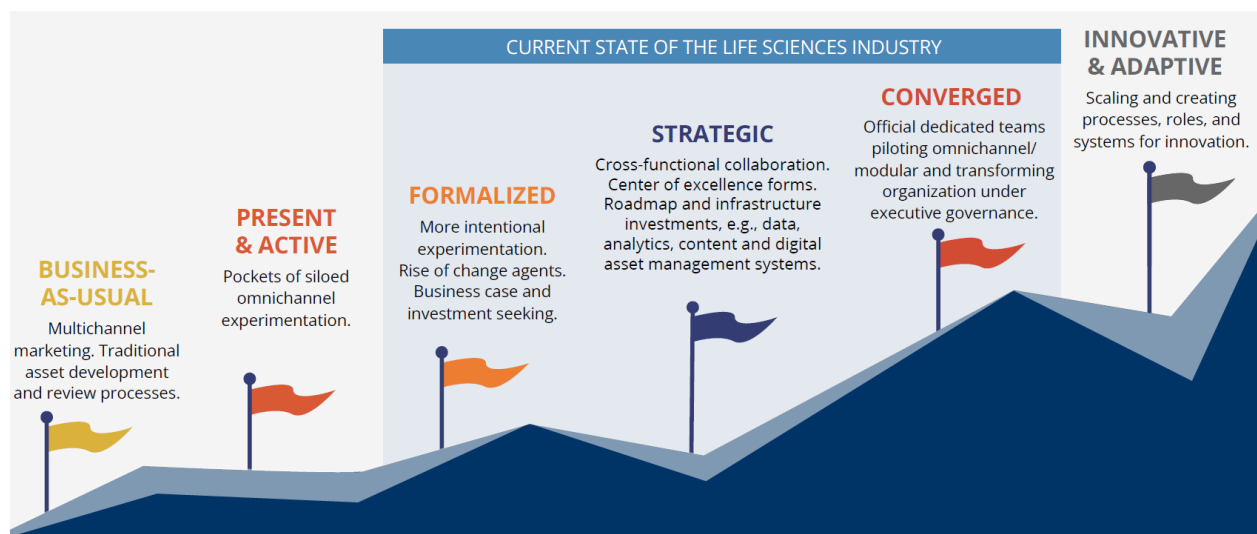 CURRENT STATE OF THE LIFE SCIENCES INDUSTRY
BUSINESS-
AS-USUAL
Multichannel
marketing. Traditional
asset development
and review processes.
PRESENT
& ACTIVE
Pockets of siloed
omnichannel
experimentation.
FORMALIZED
More intentional
experimentation.
Rise of change agents.
Business case and
investment seeking.
STRATEGIC
Cross-functional collaboration.
Center of excellence forms.
Roadmap and infrastructure
investments, e.g., data,
analytics, content and digital
asset management systems.
CONVERGED
Official dedicated teams
piloting omnichannel/
modular and transforming
organization under
executive governance.
INNOVATIVE
& ADAPTIVE
Scaling and creating
processes, roles, and
systems for innovation.